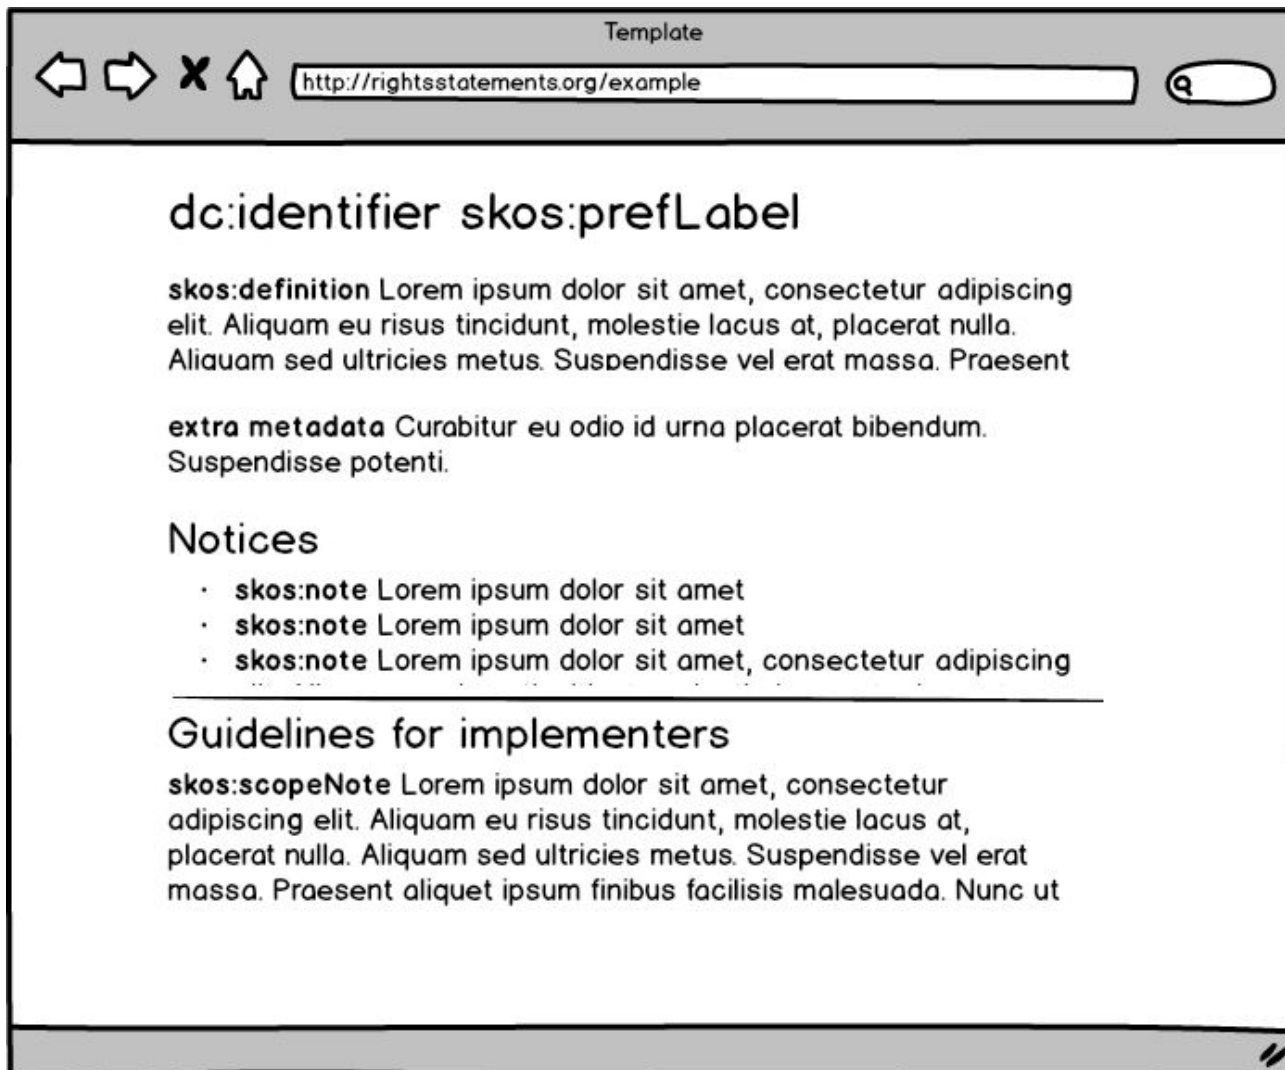 Template
http://rightsstatements.org/example
dc:identifier skos:prefLabel
skos:definition Lorem ipsum dolor sit amet, consectetur adipiscing
elit. Aliquam eu risus tincidunt, molestie lacus at, placerat nulla.
Aliquam sed ultricies metus. Suspendisse vel erat massa. Praesent
extra metadata Curabitur eu odio id urna placerat bibendum.
Suspendisse potenti.
Notices
· skos:note Lorem ipsum dolor sit amet
· skos:note Lorem ipsum dolor sit amet
· skos:note Lorem ipsum dolor sit amet, consectetur adipiscing
Guidelines for implementers
skos:scopeNote Lorem ipsum dolor sit amet, consectetur
adipiscing elit. Aliquam eu risus tincidunt, molestie lacus at,
placerat nulla. Aliquam sed ultricies metus. Suspendisse vel erat
massa. Praesent aliquet ipsum finibus facilisis malesuada. Nunc ut